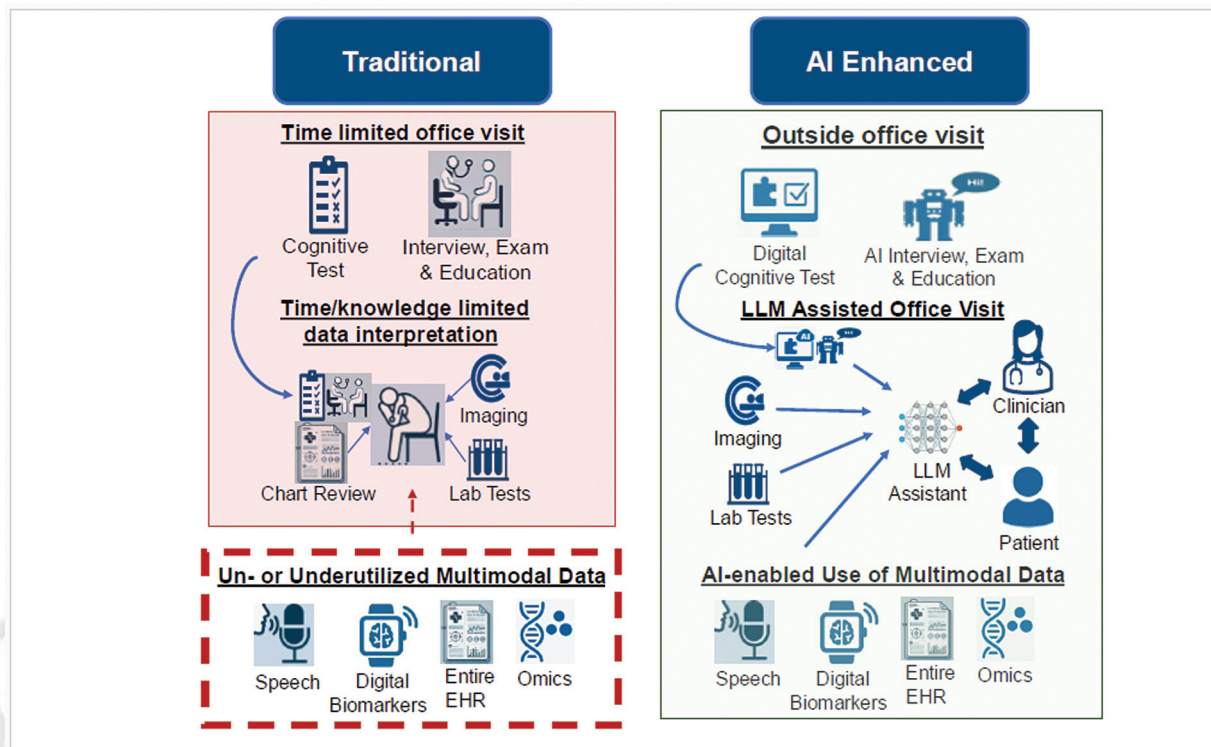 Traditional
Time limited office visit
Cognitive
Test
Interview, Exam
& Education
Time/knowledge limited
data interpretation
Imaging
Chart Review
Lab Tests
Un- or Underutilized Multimodal Data
Speech
Digital
Biomarkers
Entire
EHR
Omics
AI Enhanced
Outside office visit
Hi!
Digital
Cognitive Test
AI Interview, Exam
& Education
LLM Assisted Office Visit
AI
Hi!
Imaging
Lab Tests
LLM
Assistant
Clinician
Patient
AI-enabled Use of Multimodal Data
Speech
Digital
Biomarkers
Entire
EHR
Omics